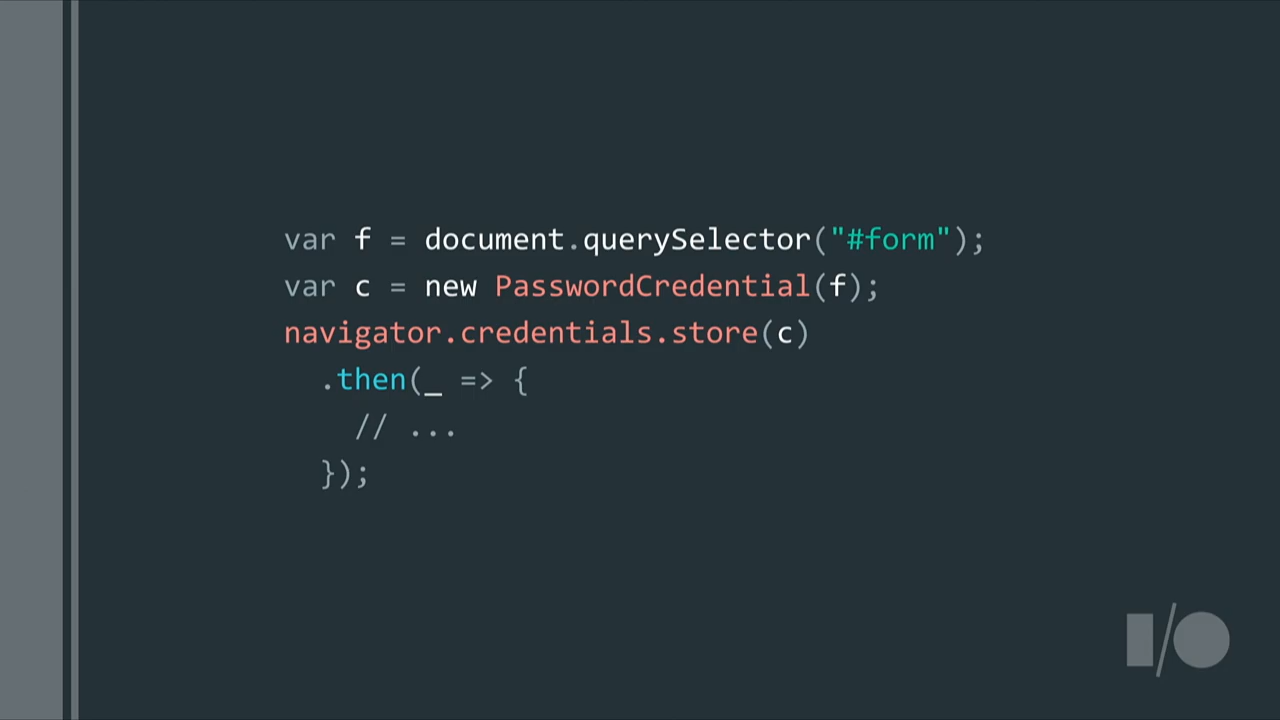 var f = document.querySelector("#form");
var c = new PasswordCredential(f);
navigator.credentials.store(c)
.then(_ => {
// ...
});
I/O